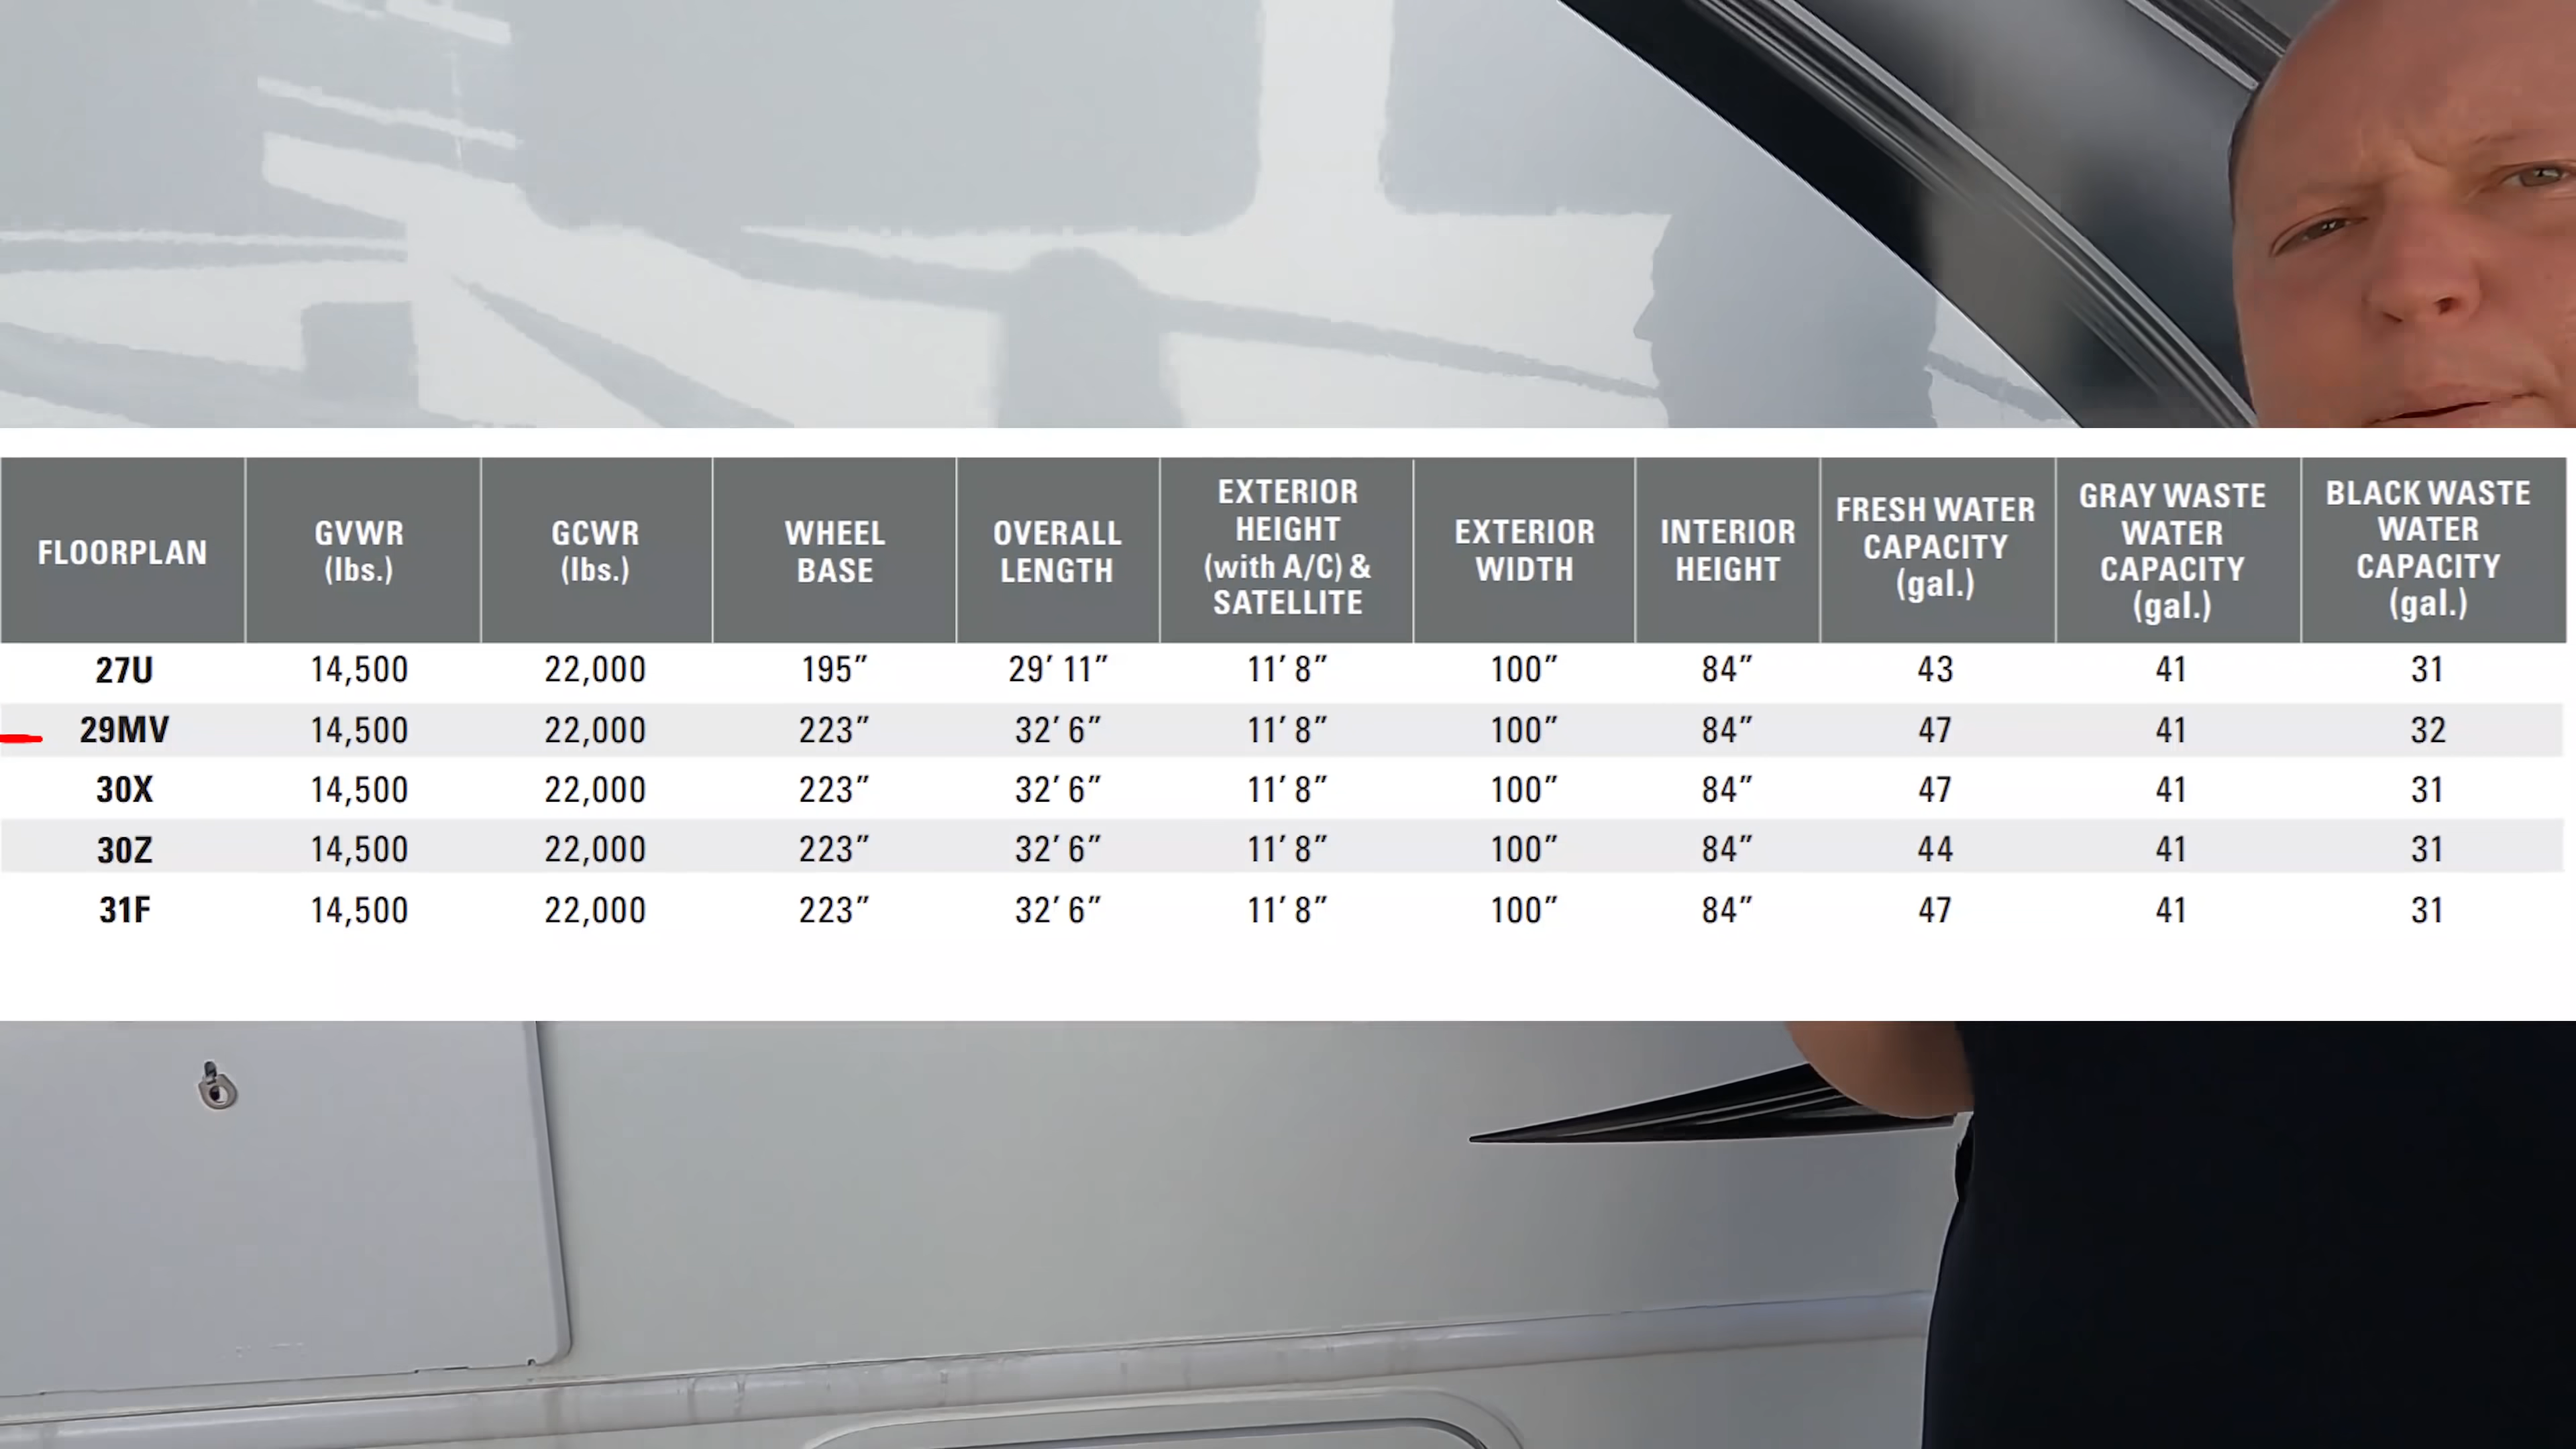 FLOORPLAN GVWR (lbs.) GCWR (lbs.) WHEEL BASE OVERALL LENGTH EXTERIOR HEIGHT (with A/C) & SATELLITE EXTERIOR WIDTH INTERIOR HEIGHT FRESH WATER CAPACITY (gal.) GRAY WASTE WATER CAPACITY (gal.) BLACK WASTE WATER CAPACITY (gal.)
27U 14,500 22,000 195” 29’ 11” 11’ 8” 100” 84” 43 41 31
29MV 14,500 22,000 223” 32’ 6” 11’ 8” 100” 84” 47 41 32
30X 14,500 22,000 223” 32’ 6” 11’ 8” 100” 84” 47 41 31
30Z 14,500 22,000 223” 32’ 6” 11’ 8” 100” 84” 44 41 31
31F 14,500 22,000 223” 32’ 6” 11’ 8” 100” 84” 47 41 31